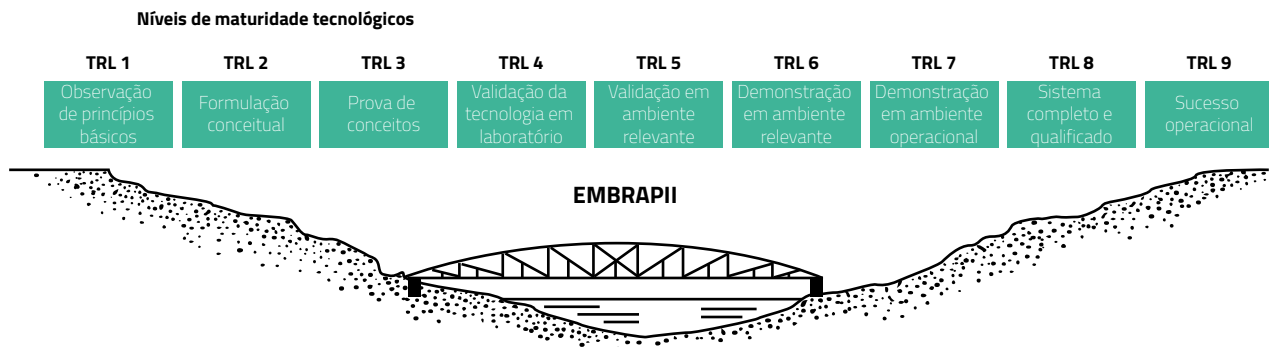 Níveis de maturidade tecnológicos
TRL 1
TRL 2
TRL 3
TRL 4
TRL 5
TRL 6
TRL 7
TRL 8
TRL 9
Observação
de princípios
básicos
Formulação
conceitual
Prova de
conceitos
Validação da
tecnologia em
laboratório
Validação em
ambiente
relevante
Demonstração
em ambiente
relevante
Demonstração
em ambiente
operacional
Sistema
completo e
qualificado
Sucesso
operacional
EMBRAPII